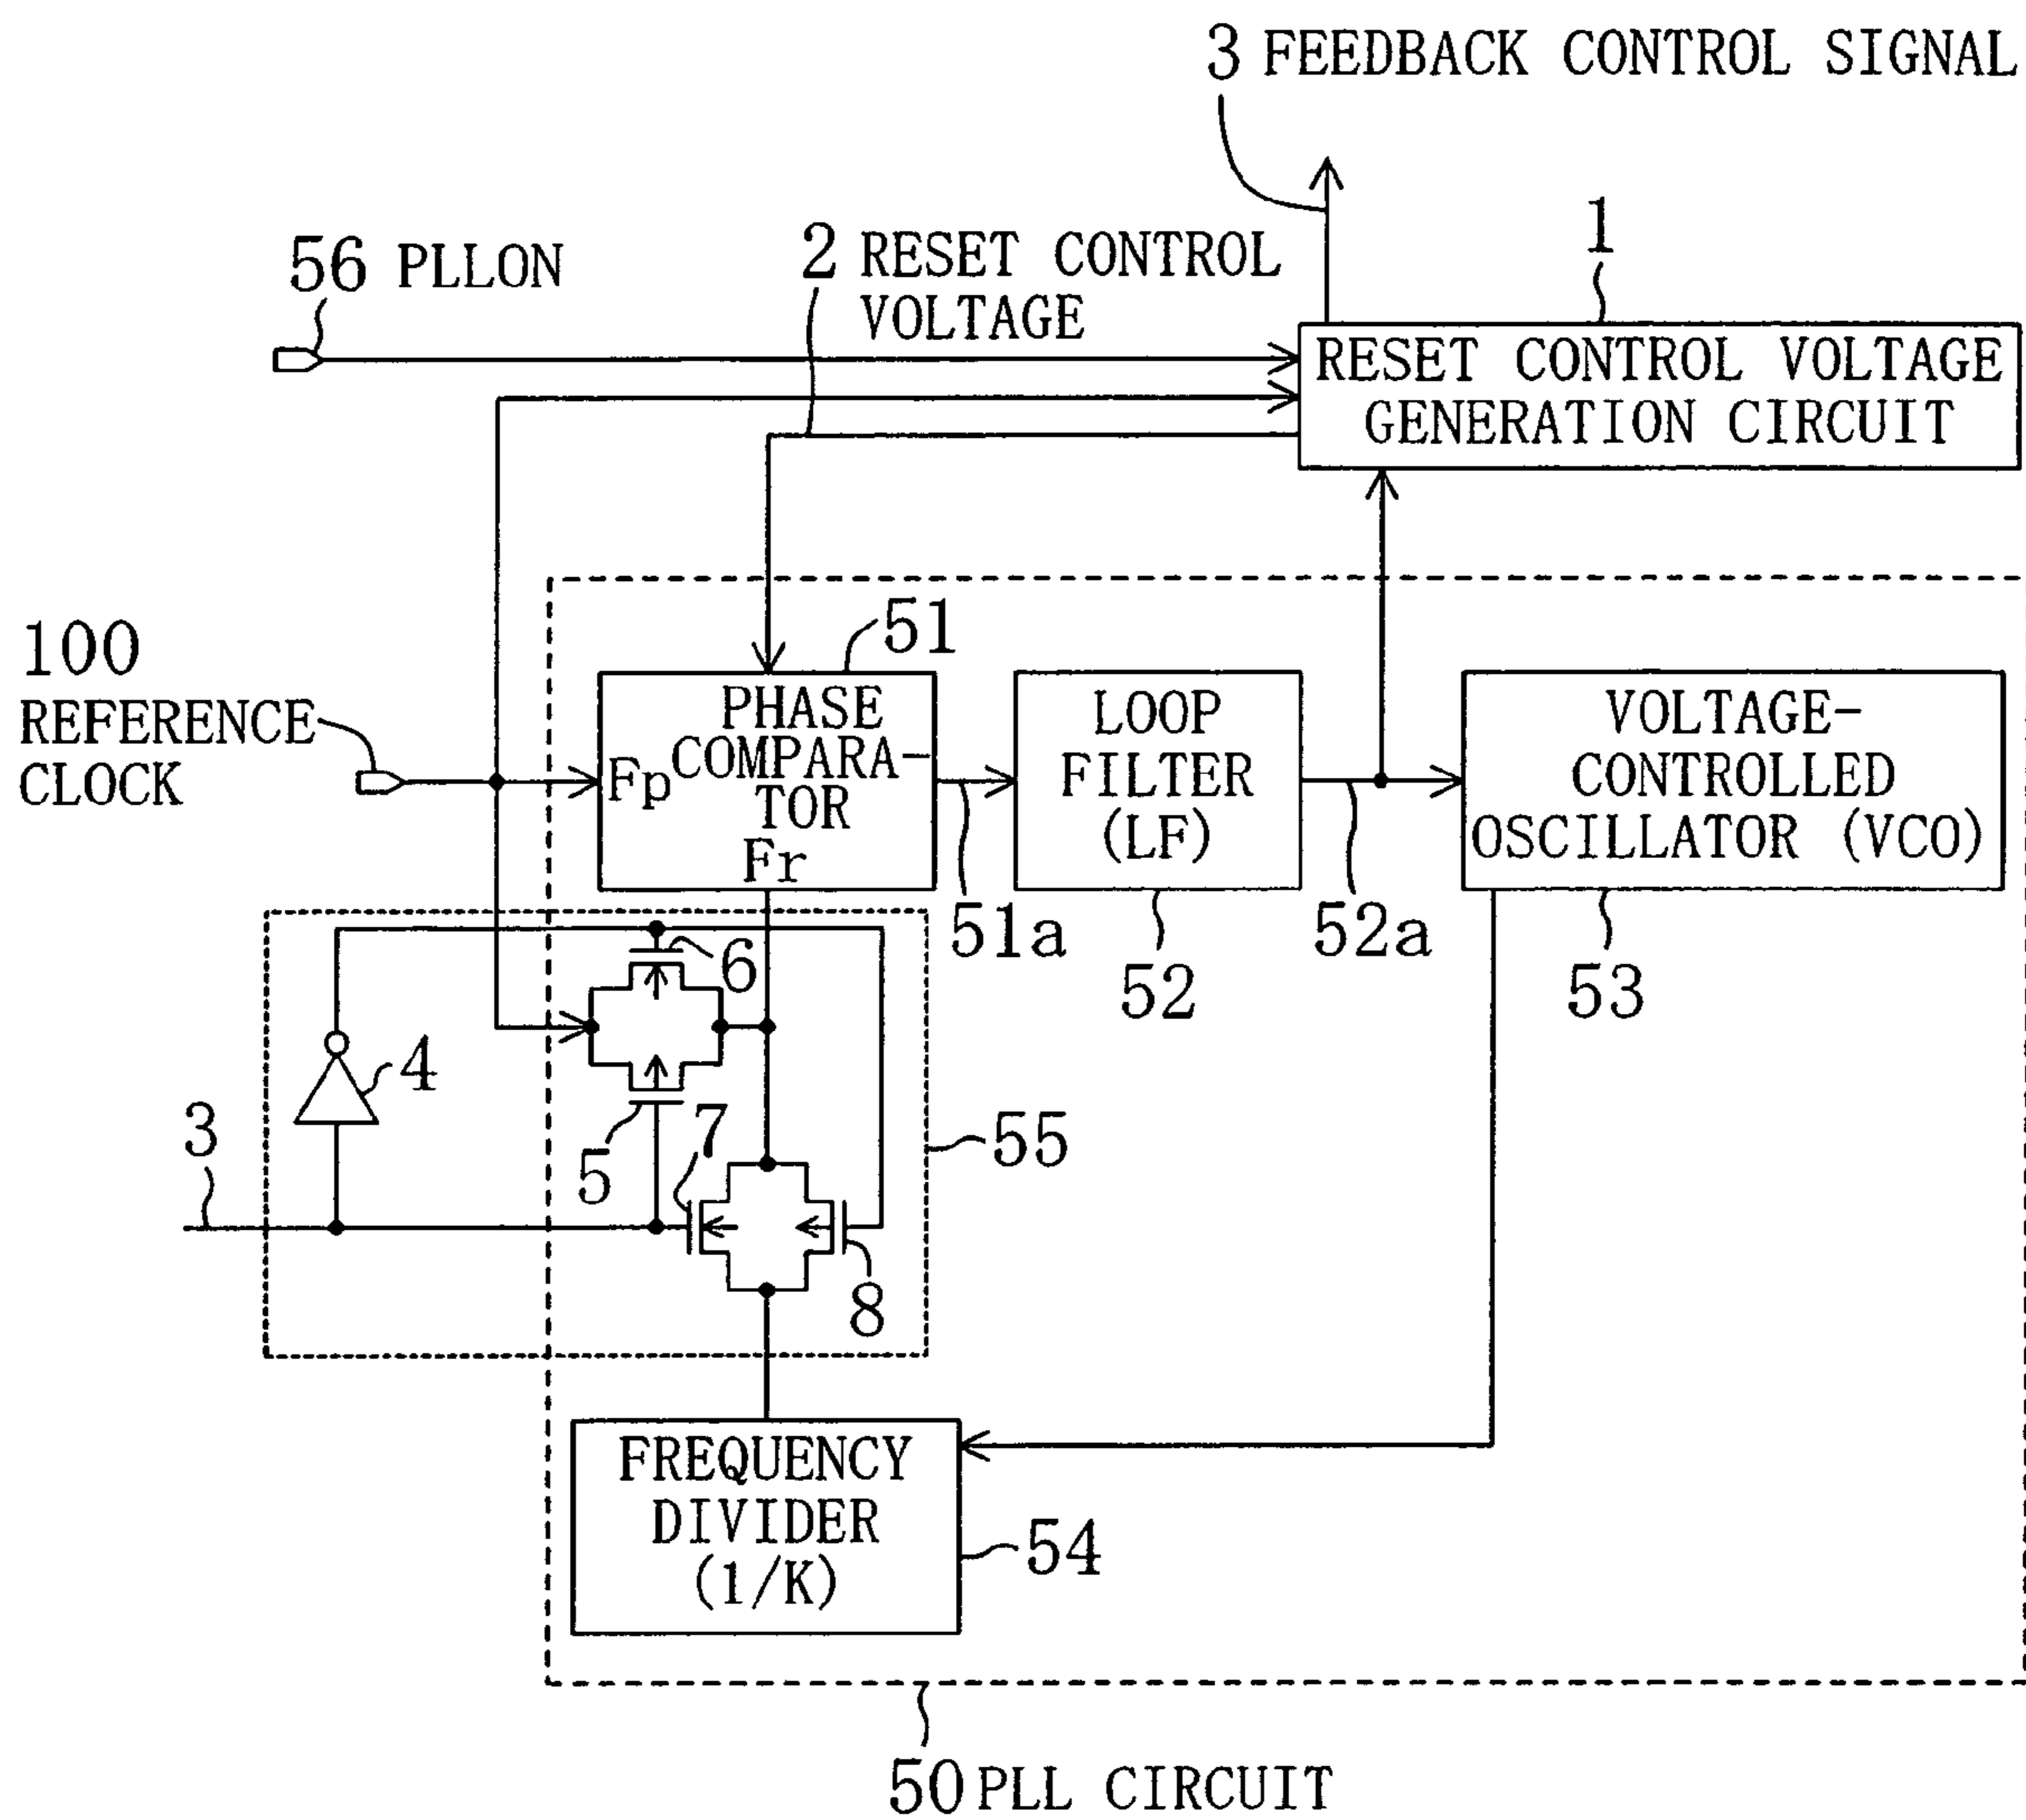 3 FEEDBACK CONTROL SIGNAL
1
56 PLLON
2 RESET CONTROL
VOLTAGE
RESET CONTROL VOLTAGE
GENERATION CIRCUIT
100
REFERENCE
CLOCK
51
PHASE
COMPARA-
TOR
Fp
Fr
LOOP
FILTER
(LF)
VOLTAGE-
CONTROLLED
OSCILLATOR (VCO)
51a
52
52a
53
6
4
3
5
7
8
55
FREQUENCY
DIVIDER
(1/K)
54
50 PLL CIRCUIT